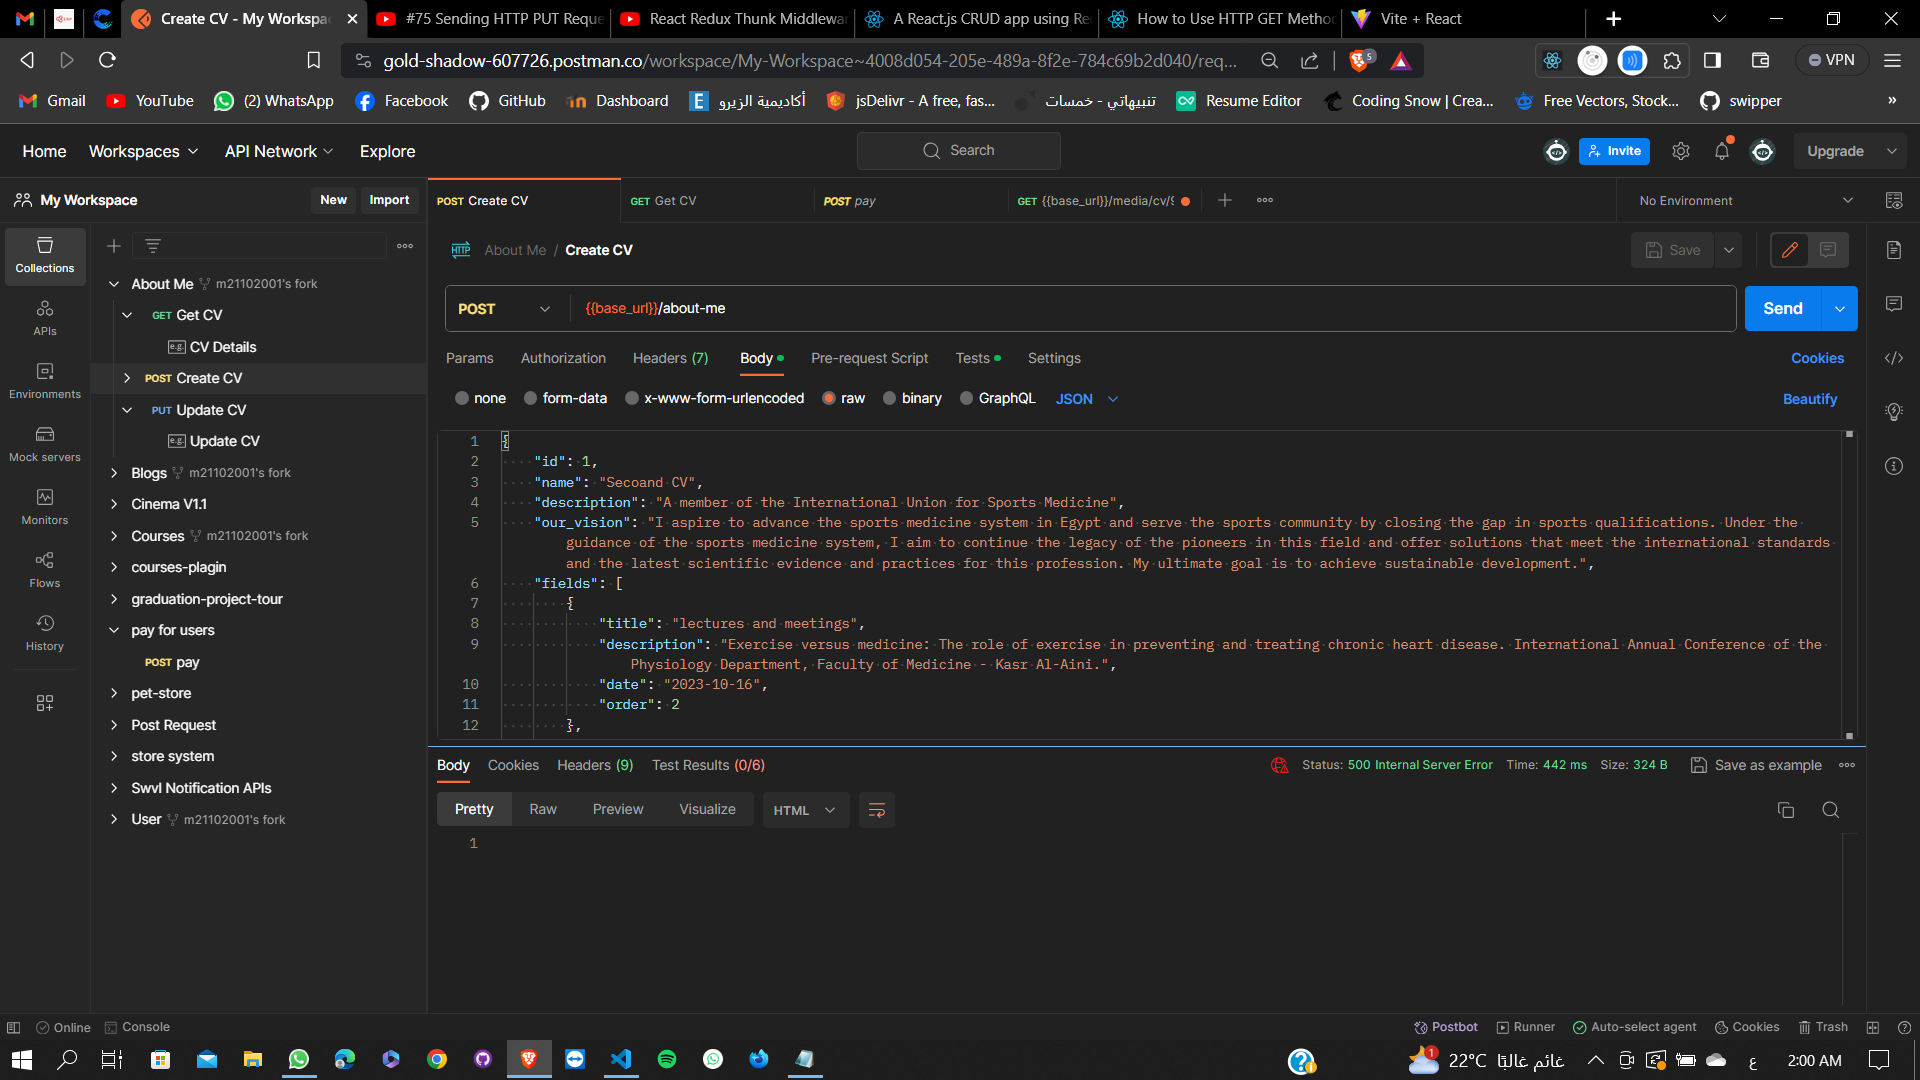 Create CV - My Workspa
#75 Sending HTTP PUT Reque
React Redux Thunk Middlewar
A React.js CRUD app using Re
How to Use HTTP GET Method
Vite + React
gold-shadow-607726.postman.co/workspace/My-Workspace~4008d054-205e-489a-8f2e-784c69b2d040/req...
5
VPN
Gmail
YouTube
(2) WhatsApp
Facebook
GitHub
Dashboard
E
أكاديمية الزيرو
jsDelivr - A free, fas...
تنبيهاتي - خمسات
Resume Editor
Coding Snow | Crea...
Free Vectors, Stock...
swipper
»
Home
Workspaces
API Network
Explore
Search
Invite
Upgrade
My Workspace
New
Import
POST Create CV
GET Get CV
POST pay
GET {{base_url}}/media/cv/9
No Environment
Collections
APIs
Environments
Mock servers
Monitors
Flows
History
About Me m21102001's fork
GET Get CV
e.g. CV Details
POST Create CV
PUT Update CV
e.g. Update CV
Blogs m21102001's fork
Cinema V1.1
Courses m21102001's fork
courses-plagin
graduation-project-tour
pay for users
POST pay
pet-store
Post Request
store system
Swvl Notification APIs
User m21102001's fork
HTTP About Me / Create CV
Save
POST
{{base_url}}/about-me
Send
Params
Authorization
Headers (7)
Body
Pre-request Script
Tests
Settings
Cookies
none
form-data
x-www-form-urlencoded
raw
binary
GraphQL
JSON
Beautify
1 {
2 "id": 1,
3 "name": "Secoand CV",
4 "description": "A member of the International Union for Sports Medicine",
5 "our_vision": "I aspire to advance the sports medicine system in Egypt and serve the sports community by closing the gap in sports qualifications. Under the
guidance of the sports medicine system, I aim to continue the legacy of the pioneers in this field and offer solutions that meet the international standards
and the latest scientific evidence and practices for this profession. My ultimate goal is to achieve sustainable development.",
6 "fields": [
7 {
8 "title": "lectures and meetings",
9 "description": "Exercise versus medicine: The role of exercise in preventing and treating chronic heart disease. International Annual Conference of the
Physiology Department, Faculty of Medicine - Kasr Al-Aini.",
10 "date": "2023-10-16",
11 "order": 2
12 },
Body
Cookies
Headers (9)
Test Results (0/6)
Status: 500 Internal Server Error
Time: 442 ms
Size: 324 B
Save as example
Pretty
Raw
Preview
Visualize
HTML
1
Online
Console
Postbot
Runner
Auto-select agent
Cookies
Trash
1
22°C
غائم غالبًا
ع
2:00 AM